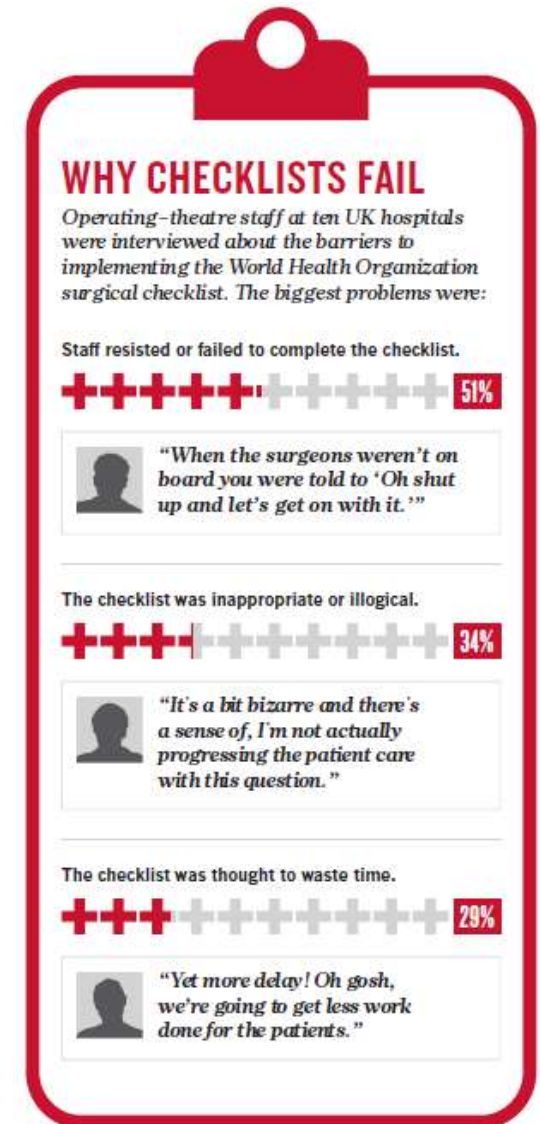 WHY CHECKLISTS FAIL
Operating-theatre staff at ten UK hospitals
were interviewed about the barriers to
implementing the World Health Organization
surgical checklist. The biggest problems were:
Staff resisted or failed to complete the checklist.
51%
“When the surgeons weren’t on
board you were told to ‘Oh shut
up and let’s get on with it.’”
The checklist was inappropriate or illogical.
34%
“It's a bit bizarre and there's
a sense of, I'm not actually
progressing the patient care
with this question.”
The checklist was thought to waste time.
29%
“Yet more delay! Oh gosh,
we’re going to get less work
done for the patients.”